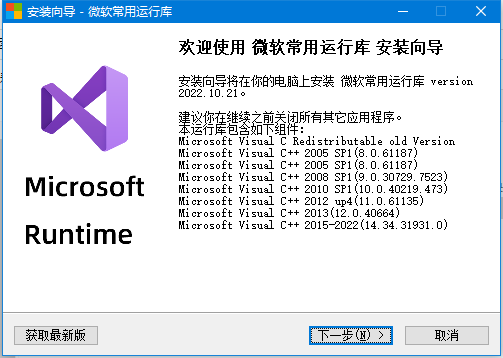 安装向导 - 微软常用运行库
欢迎使用 微软常用运行库 安装向导
安装向导将在你的电脑上安装 微软常用运行库 version
2022.10.21。
建议你在继续之前关闭所有其它应用程序。
本运行库包含如下组件:
Microsoft Visual C Redistributable old Version
Microsoft Visual C++ 2005 SP1(8.0.61187)
Microsoft Visual C++ 2005 SP1(8.0.61187)
Microsoft Visual C++ 2008 SP1(9.0.30729.7523)
Microsoft Visual C++ 2010 SP1(10.0.40219.473)
Microsoft Visual C++ 2012 up4(11.0.61135)
Microsoft Visual C++ 2013(12.0.40664)
Microsoft Visual C++ 2015-2022(14.34.31931.0)
Microsoft
Runtime
获取最新版
下一步(N) >
取消